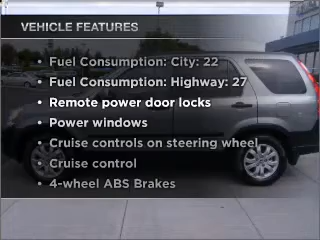 VEHICLE FEATURES
• Fuel Consumption: City: 22
• Fuel Consumption: Highway: 27
• Remote power door locks
• Power windows
• Cruise controls on steering wheel
• Cruise control
• 4-wheel ABS Brakes